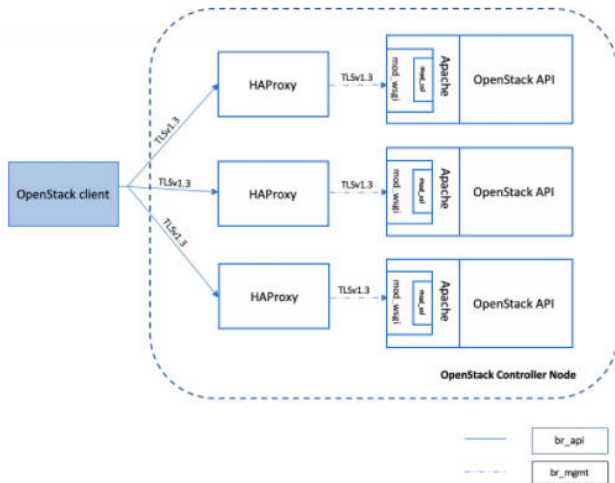 HAProxy
TLSv1.3
mod_wsgi
mod_ssl
Apache
OpenStack API
TLSv1.3
OpenStack client
TLSv1.3
HAProxy
TLSv1.3
mod_wsgi
mod_ssl
Apache
OpenStack API
TLSv1.3
HAProxy
TLSv1.3
mod_wsgi
mod_ssl
Apache
OpenStack API
OpenStack Controller Node
br_api
br_mgmt